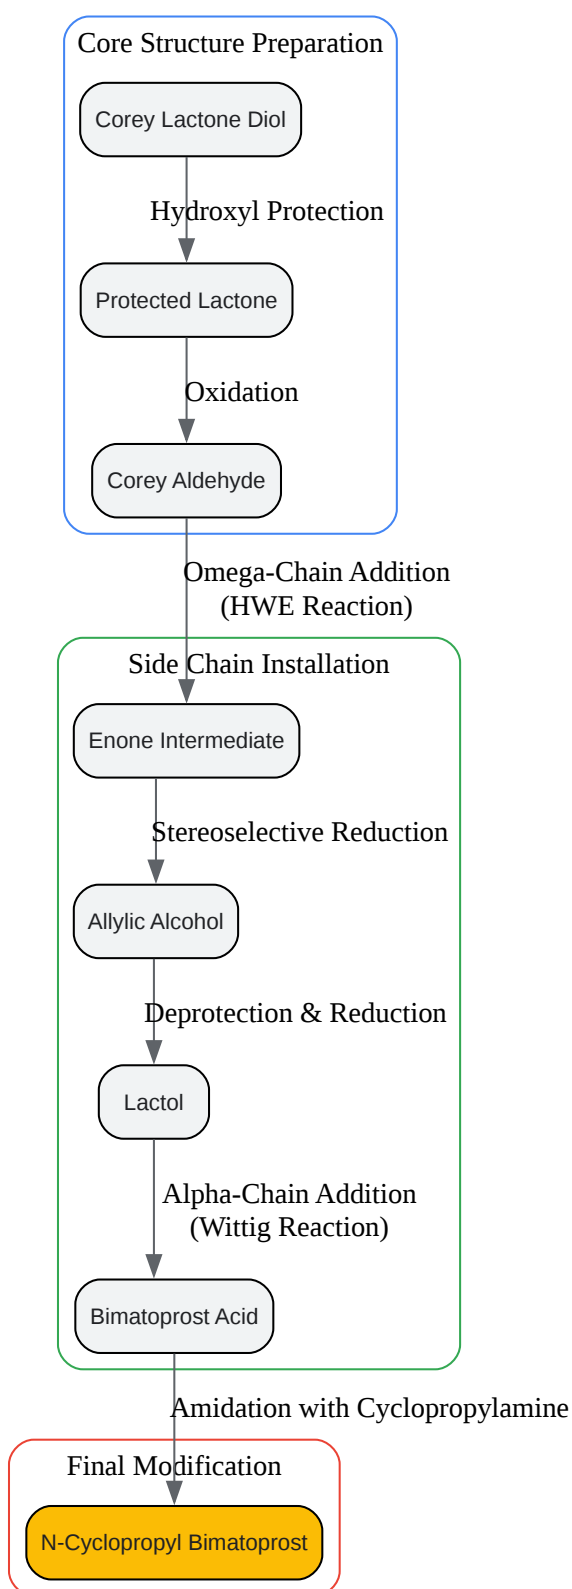 Core Structure Preparation
Corey Lactone Diol
Hydroxyl Protection
Protected Lactone
Oxidation
Corey Aldehyde
Omega-Chain Addition
(HWE Reaction)
Side Chain Installation
Enone Intermediate
Stereoselective Reduction
Allylic Alcohol
Deprotection & Reduction
Lactol
Alpha-Chain Addition
(Wittig Reaction)
Bimatoprost Acid
Amidation with Cyclopropylamine
Final Modification
N-Cyclopropyl Bimatoprost